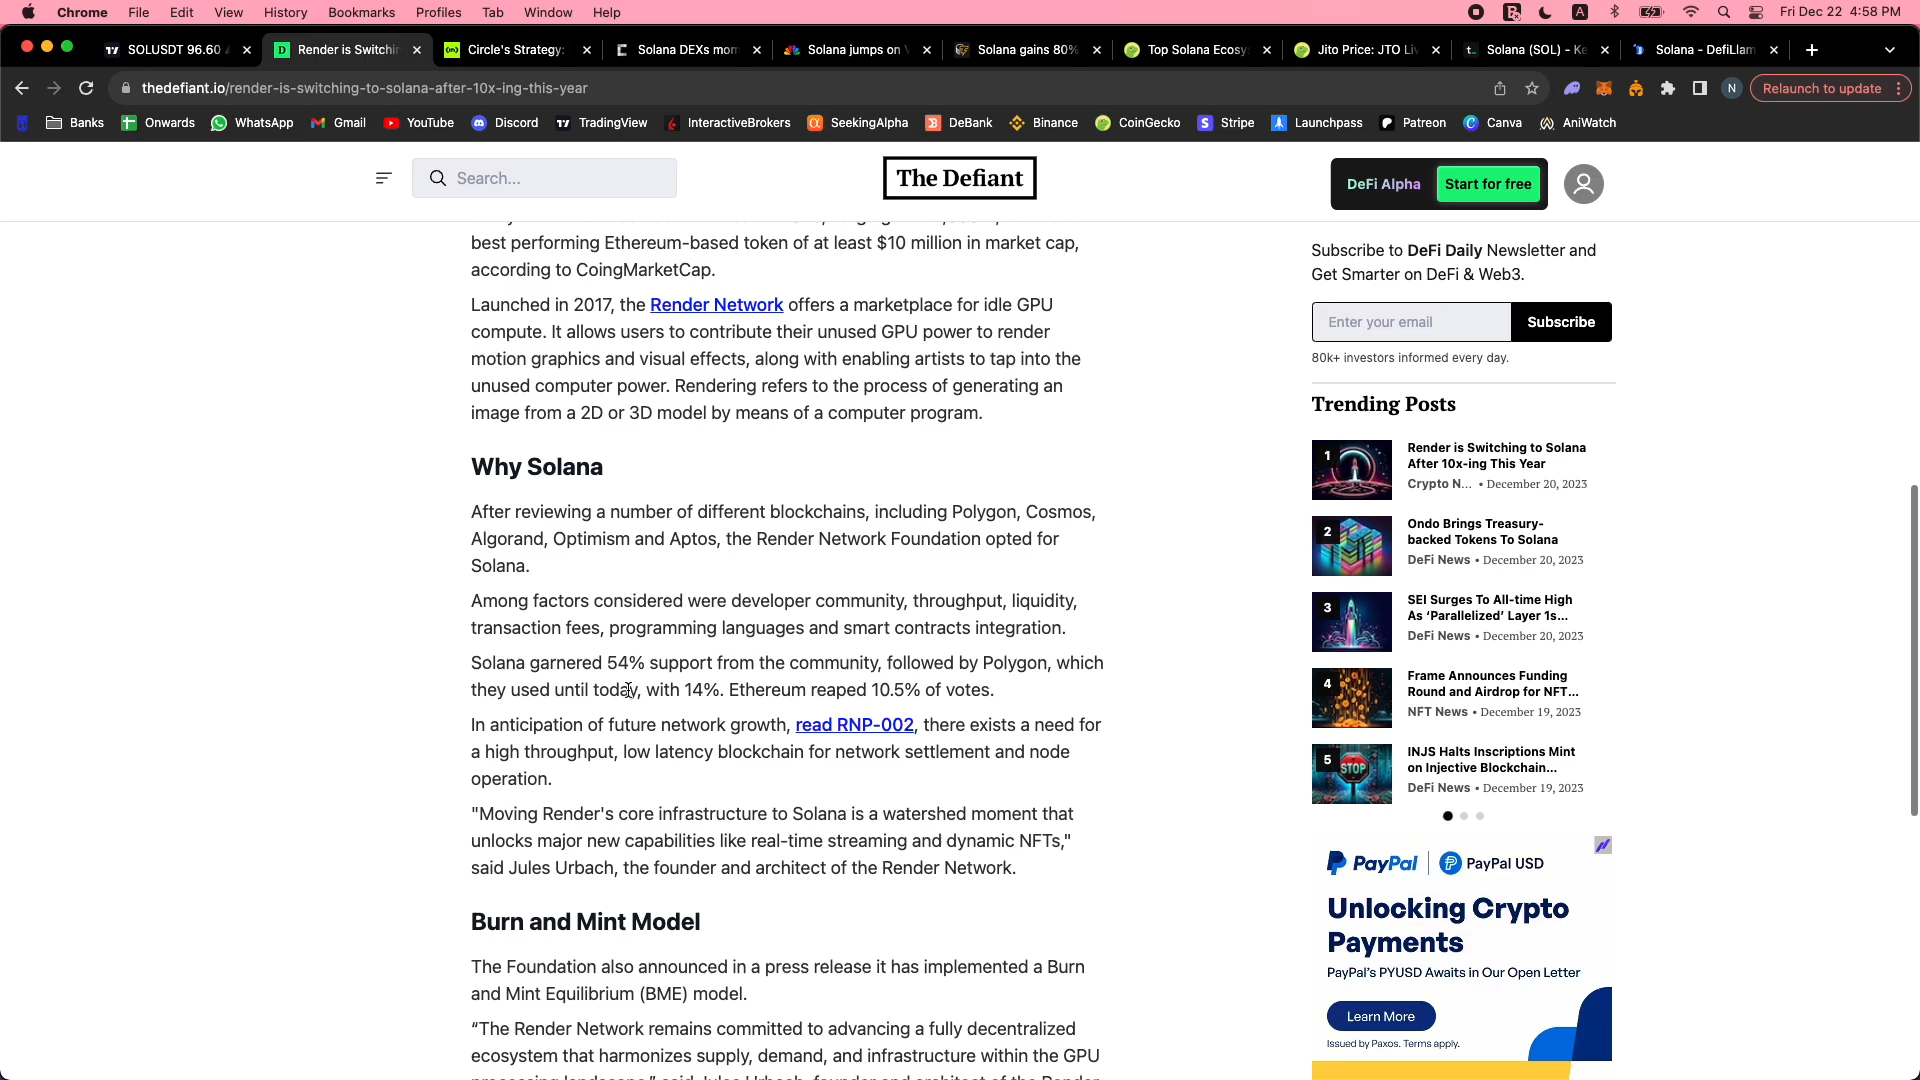 Chrome File Edit View History Bookmarks Profiles Tab Window Help A Fri Dec 22 4:58 PM
SOLUSDT 96.60 Render is Switchin Circle's Strategy: Solana DEXs mom Solana jumps on Solana gains 80% Top Solana Ecosy Jito Price: JTO Li Solana (SOL) - Ke Solana - DefiLlam
thedefiant.io/render-is-switching-to-solana-after-10x-ing-this-year N Relaunch to update
Banks Onwards WhatsApp Gmail YouTube Discord TradingView InteractiveBrokers SeekingAlpha DeBank Binance CoinGecko Stripe Launchpass Patreon Canva AniWatch
Search... The Defiant DeFi Alpha Start for free
best performing Ethereum-based token of at least $10 million in market cap,
according to CoingMarketCap.
Launched in 2017, the Render Network offers a marketplace for idle GPU
compute. It allows users to contribute their unused GPU power to render
motion graphics and visual effects, along with enabling artists to tap into the
unused computer power. Rendering refers to the process of generating an
image from a 2D or 3D model by means of a computer program.
Why Solana
After reviewing a number of different blockchains, including Polygon, Cosmos,
Algorand, Optimism and Aptos, the Render Network Foundation opted for
Solana.
Among factors considered were developer community, throughput, liquidity,
transaction fees, programming languages and smart contracts integration.
Solana garnered 54% support from the community, followed by Polygon, which
they used until today, with 14%. Ethereum reaped 10.5% of votes.
In anticipation of future network growth, read RNP-002, there exists a need for
a high throughput, low latency blockchain for network settlement and node
operation.
"Moving Render's core infrastructure to Solana is a watershed moment that
unlocks major new capabilities like real-time streaming and dynamic NFTs,"
said Jules Urbach, the founder and architect of the Render Network.
Burn and Mint Model
The Foundation also announced in a press release it has implemented a Burn
and Mint Equilibrium (BME) model.
“The Render Network remains committed to advancing a fully decentralized
ecosystem that harmonizes supply, demand, and infrastructure within the GPU
Subscribe to DeFi Daily Newsletter and
Get Smarter on DeFi & Web3.
Enter your email Subscribe
80k+ investors informed every day.
Trending Posts
1
Render is Switching to Solana
After 10x-ing This Year
Crypto N... • December 20, 2023
2
Ondo Brings Treasury-
backed Tokens To Solana
DeFi News • December 20, 2023
3
SEI Surges To All-time High
As ‘Parallelized’ Layer 1s...
DeFi News • December 20, 2023
4
Frame Announces Funding
Round and Airdrop for NFT...
NFT News • December 19, 2023
5
STOP
INJS Halts Inscriptions Mint
on Injective Blockchain...
DeFi News • December 19, 2023
PayPal PayPal USD
Unlocking Crypto
Payments
PayPal's PYUSD Awaits in Our Open Letter
Learn More
Issued by Paxos. Terms apply.